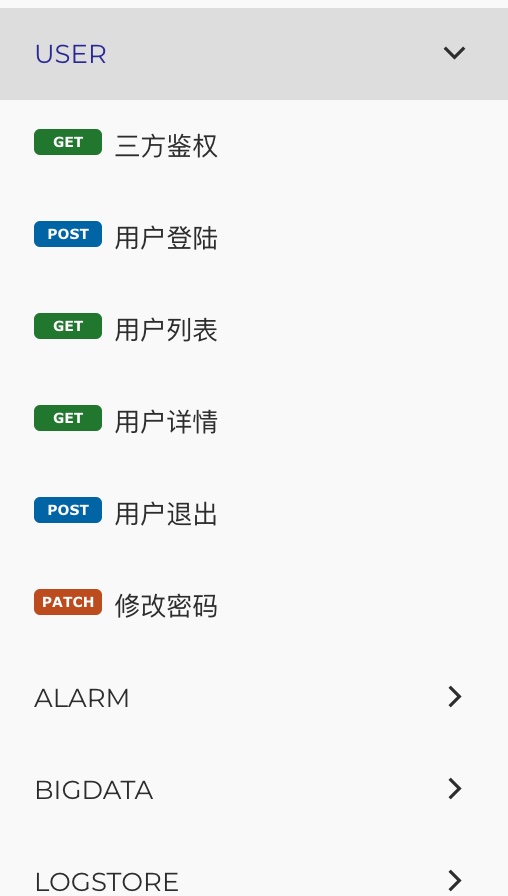 USER
GET 三方鉴权
POST 用户登陆
GET 用户列表
GET 用户详情
POST 用户退出
PATCH 修改密码
ALARM
BIGDATA
LOGSTORE